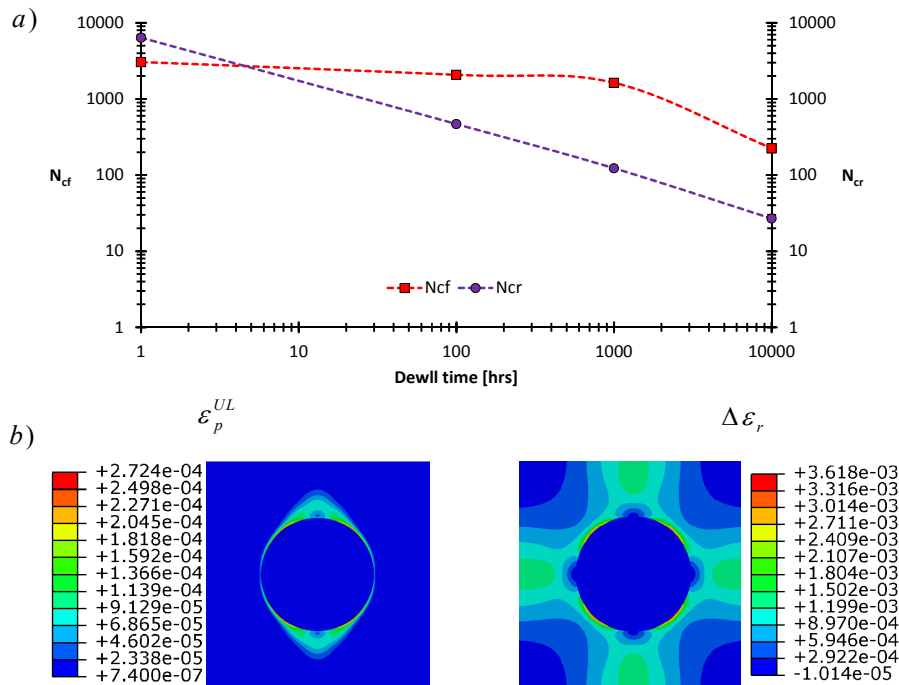 a)
10000
1000
100
10
1
N_cf
10000
1000
100
10
1
N_cr
Ncf
Ncr
1 10 100 1000 10000
Dewll time [hrs]
b)
ε_p^UL
Δε_r
+2.724e-04
+2.498e-04
+2.271e-04
+2.045e-04
+1.818e-04
+1.592e-04
+1.366e-04
+1.139e-04
+9.129e-05
+6.865e-05
+4.602e-05
+2.338e-05
+7.400e-07
+3.618e-03
+3.316e-03
+3.014e-03
+2.711e-03
+2.409e-03
+2.107e-03
+1.804e-03
+1.502e-03
+1.199e-03
+8.970e-04
+5.946e-04
+2.922e-04
-1.014e-05